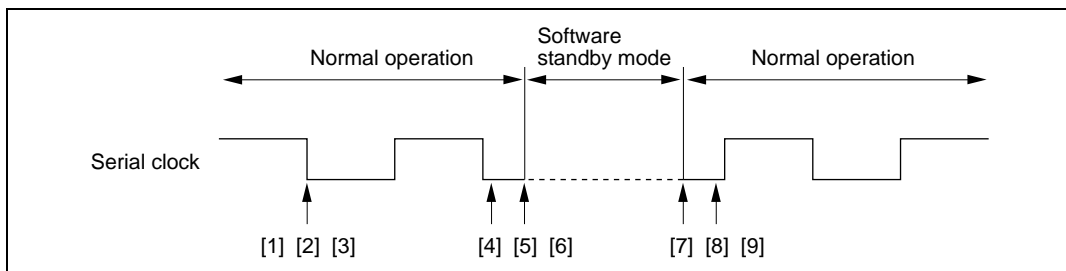 Software
standby mode
Normal operation
Normal operation
Serial clock
[1] [2] [3]
[4] [5] [6]
[7] [8] [9]